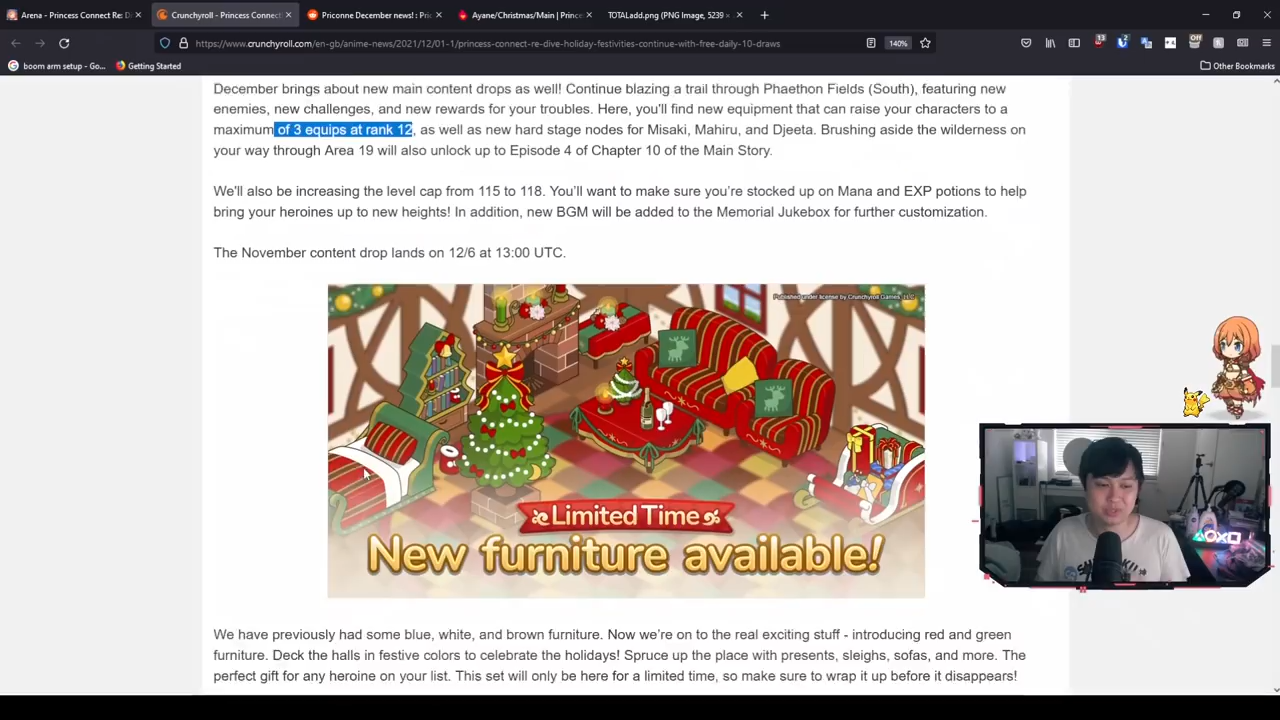 Arena - Princess Connect Re: D
Crunchyroll - Princess Connect
Priconne December news! : Pri
Ayane/Christmas/Main | Prince
TOTALadd.png (PNG Image, 5239 ×
https://www.crunchyroll.com/en-gb/anime-news/2021/12/01-1/princess-connect-re-dive-holiday-festivities-continue-with-free-daily-10-draws
140%
13
2
Off
boom arm setup - Go...
Getting Started
Other Bookmarks
December brings about new main content drops as well! Continue blazing a trail through Phaethon Fields (South), featuring new
enemies, new challenges, and new rewards for your troubles. Here, you'll find new equipment that can raise your characters to a
maximum of 3 equips at rank 12, as well as new hard stage nodes for Misaki, Mahiru, and Djeeta. Brushing aside the wilderness on
your way through Area 19 will also unlock up to Episode 4 of Chapter 10 of the Main Story.
We'll also be increasing the level cap from 115 to 118. You'll want to make sure you're stocked up on Mana and EXP potions to help
bring your heroines up to new heights! In addition, new BGM will be added to the Memorial Jukebox for further customization.
The November content drop lands on 12/6 at 13:00 UTC.
Published under license by Crunchyroll Games, LLC
Limited Time
New furniture available!
We have previously had some blue, white, and brown furniture. Now we're on to the real exciting stuff - introducing red and green
furniture. Deck the halls in festive colors to celebrate the holidays! Spruce up the place with presents, sleighs, sofas, and more. The
perfect gift for any heroine on your list. This set will only be here for a limited time, so make sure to wrap it up before it disappears!